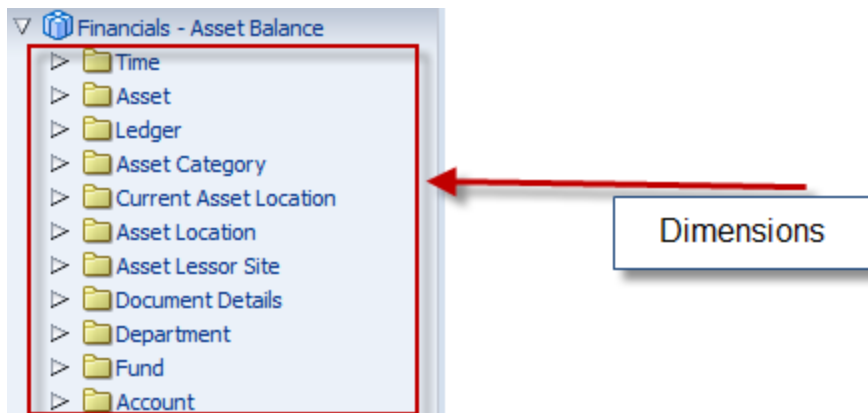 Financials - Asset Balance
Time
Asset
Ledger
Asset Category
Current Asset Location
Asset Location
Asset Lessor Site
Document Details
Department
Fund
Account
Dimensions